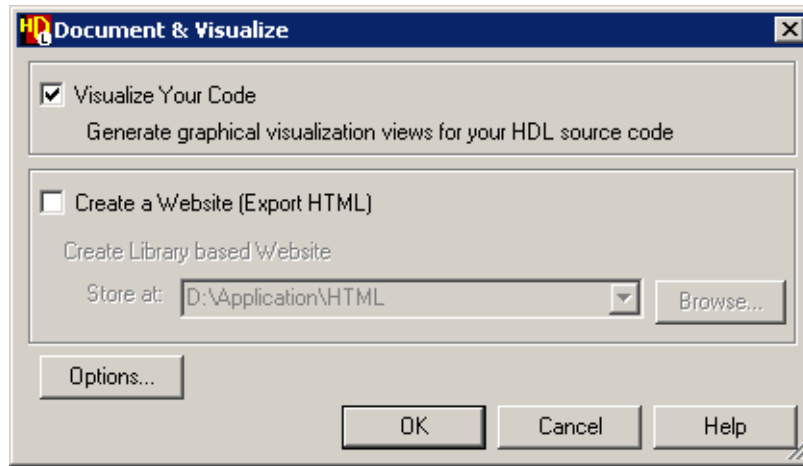 HD L Document & Visualize
Visualize Your Code
Generate graphical visualization views for your HDL source code
Create a Website (Export HTML)
Create Library based Website
Store at: D:\Application\HTML Browse...
Options...
OK Cancel Help